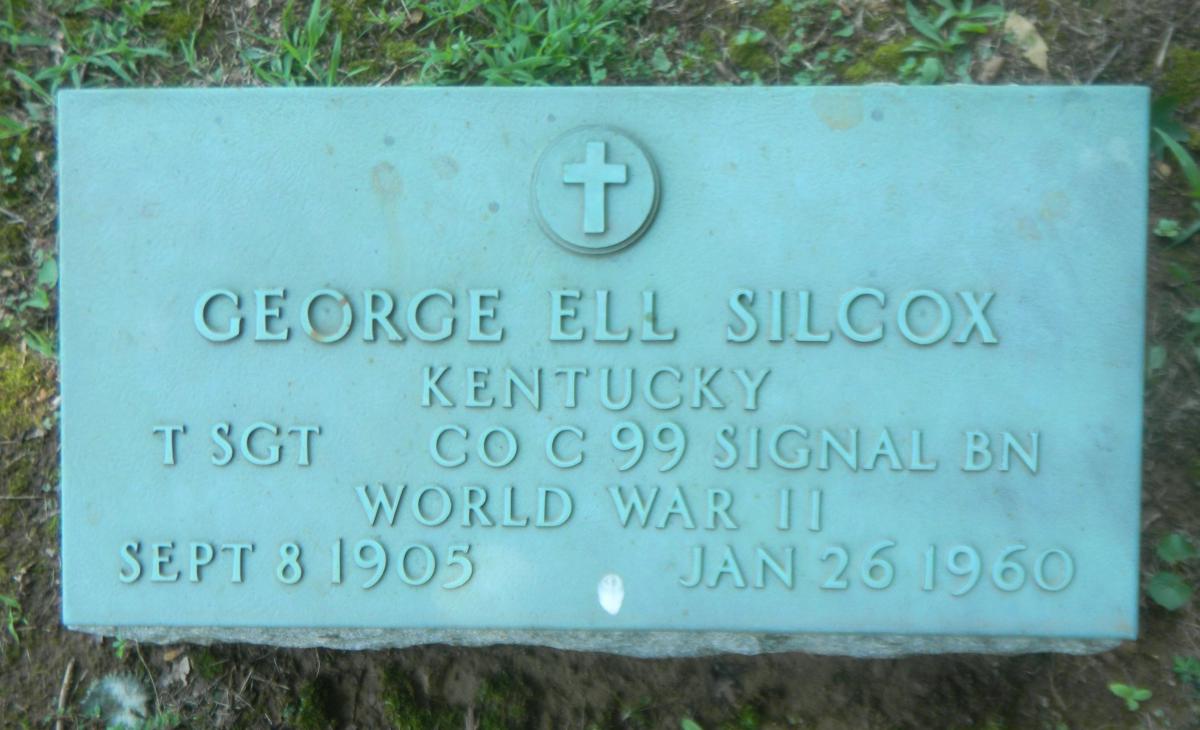 GEORGE ELL SILCOX
KENTUCKY
T SGT CO C 99 SIGNAL BN
WORLD WAR II
SEPT 8 1905 JAN 26 1960